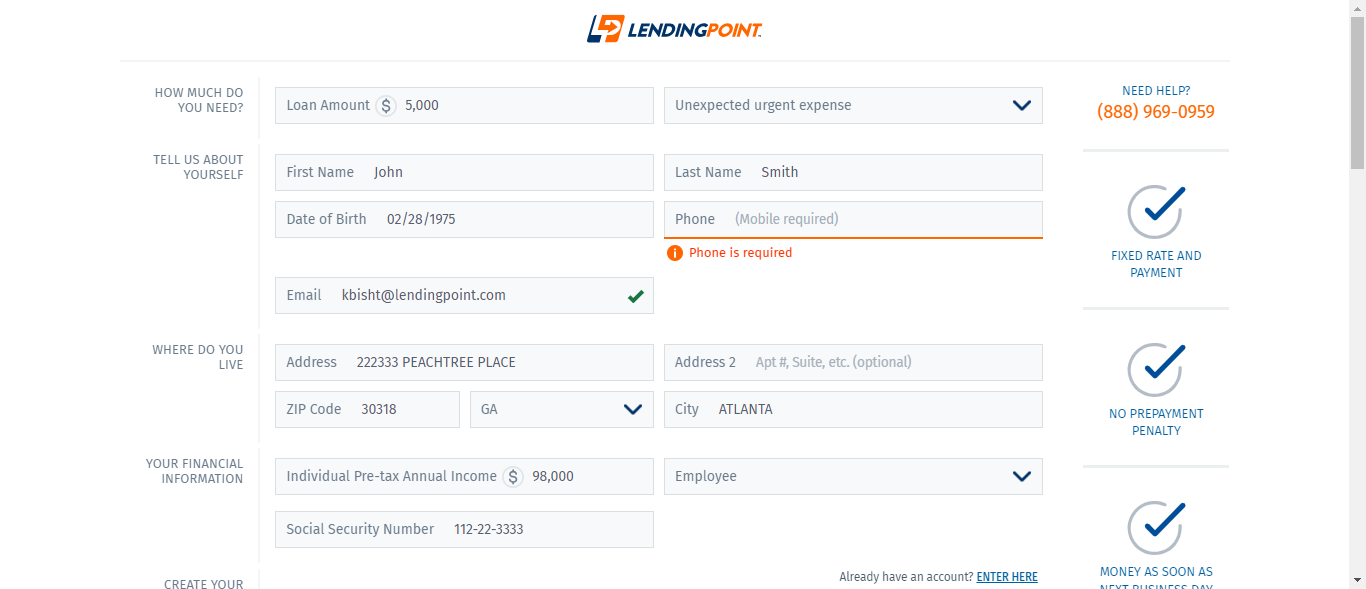 LENDINGPOINT
HOW MUCH DO
YOU NEED?
Loan Amount $ 5,000
Unexpected urgent expense
NEED HELP?
(888) 969-0959
TELL US ABOUT
YOURSELF
First Name John
Last Name Smith
Date of Birth 02/28/1975
Phone (Mobile required)
Phone is required
FIXED RATE AND
PAYMENT
Email kbisht@lendingpoint.com
WHERE DO YOU
LIVE
Address 222333 PEACHTREE PLACE
Address 2 Apt #, Suite, etc. (optional)
ZIP Code 30318
GA
City ATLANTA
NO PREPAYMENT
PENALTY
YOUR FINANCIAL
INFORMATION
Individual Pre-tax Annual Income $ 98,000
Employee
Social Security Number 112-22-3333
MONEY AS SOON AS
NEXT BUSINESS DAY
CREATE YOUR
Already have an account? ENTER HERE